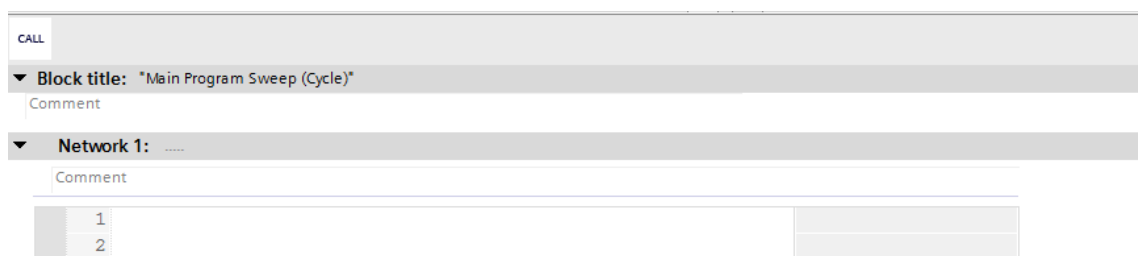 CALL
Block title: "Main Program Sweep (Cycle)"
Comment
Network 1: .....
Comment
1
2